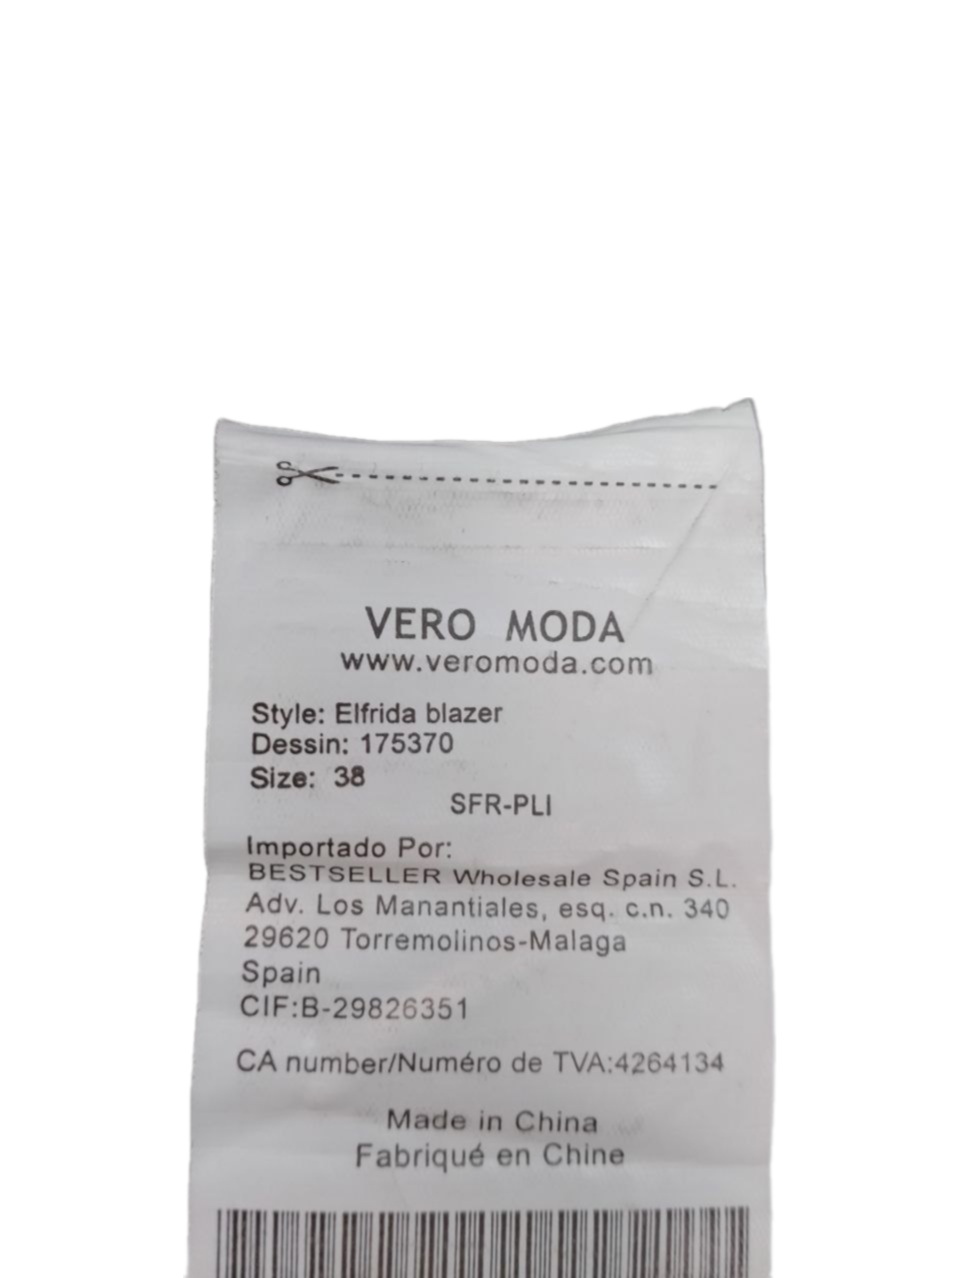 VERO MODA
www.veromoda.com
Style: Elfrida blazer
Dessin: 175370
Size: 38
SFR-PLI
Importado Por:
BESTSELLER Wholesale Spain S.L.
Adv. Los Manantiales, esq. c.n. 340
29620 Torremolinos-Malaga
Spain
CIF:B-29826351
CA number/Numéro de TVA:4264134
Made in China
Fabriqué en Chine